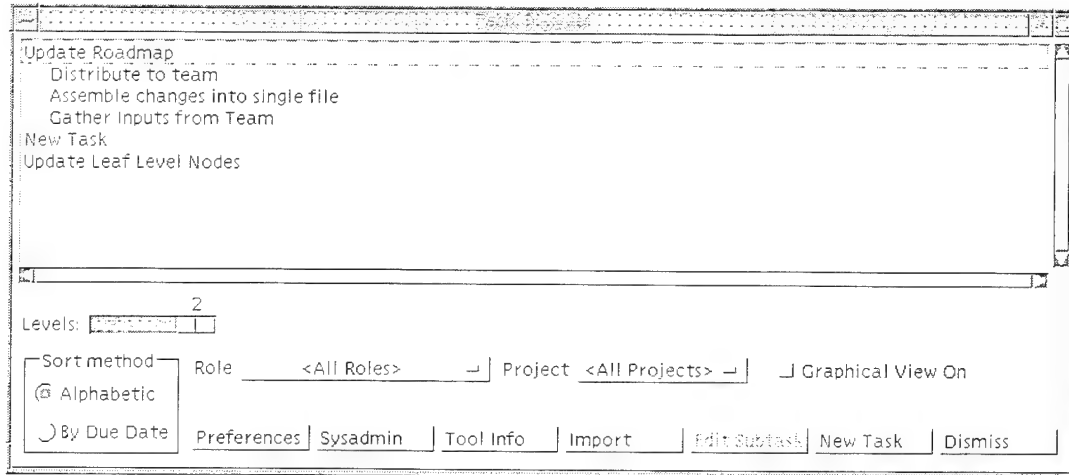 Update Roadmap
Distribute to team
Assemble changes into single file
Gather Inputs from Team
New Task
Update Leaf Level Nodes
2
Levels:
Sort method
Alphabetic
By Due Date
Role <All Roles> Project <All Projects> Graphical View On
Preferences Sysadmin Tool Info Import Edit Subtask New Task Dismiss